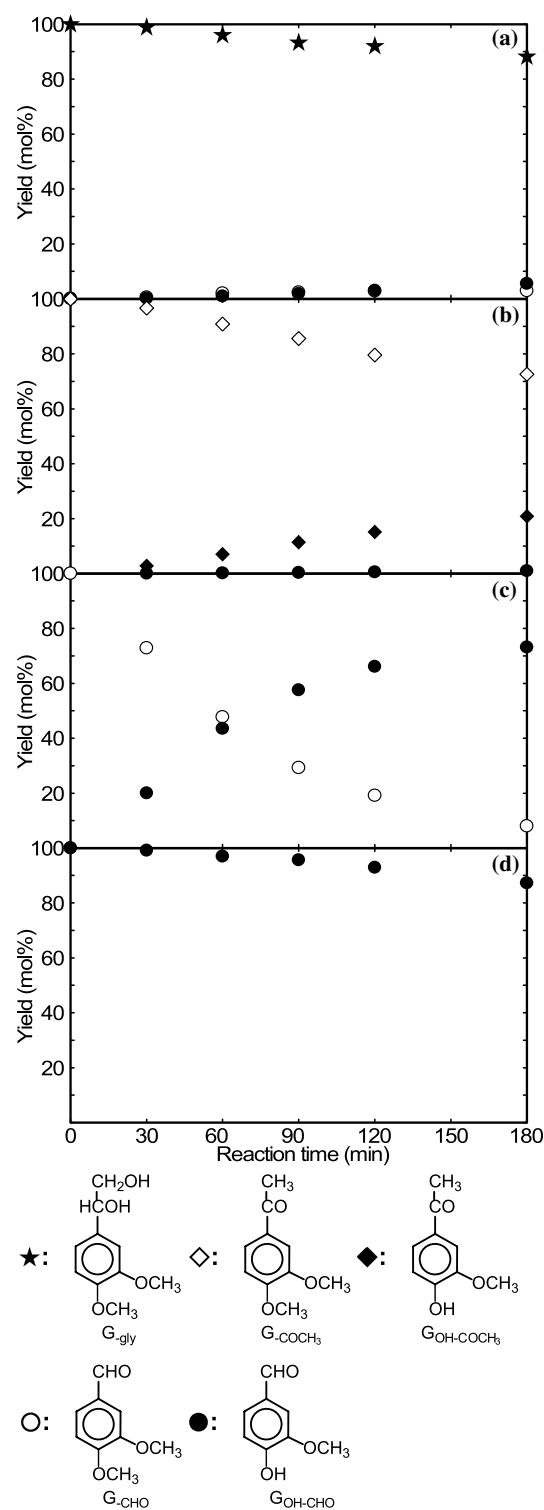 100
(a)
80
60
40
20
Yield (mol%)
100
(b)
80
60
40
20
Yield (mol%)
100
(c)
80
60
40
20
Yield (mol%)
100
(d)
80
60
40
20
Yield (mol%)
0 30 60 90 120 150 180
Reaction time (min)
CH₂OH
HCOH
OCH₃
OCH₃
G-gly
CH₃
CO
OCH₃
OCH₃
G-COCH₃
CH₃
CO
OCH₃
OH
GOH-COCH₃
CHO
OCH₃
OCH₃
G-CHO
CHO
OCH₃
OH
GOH-CHO